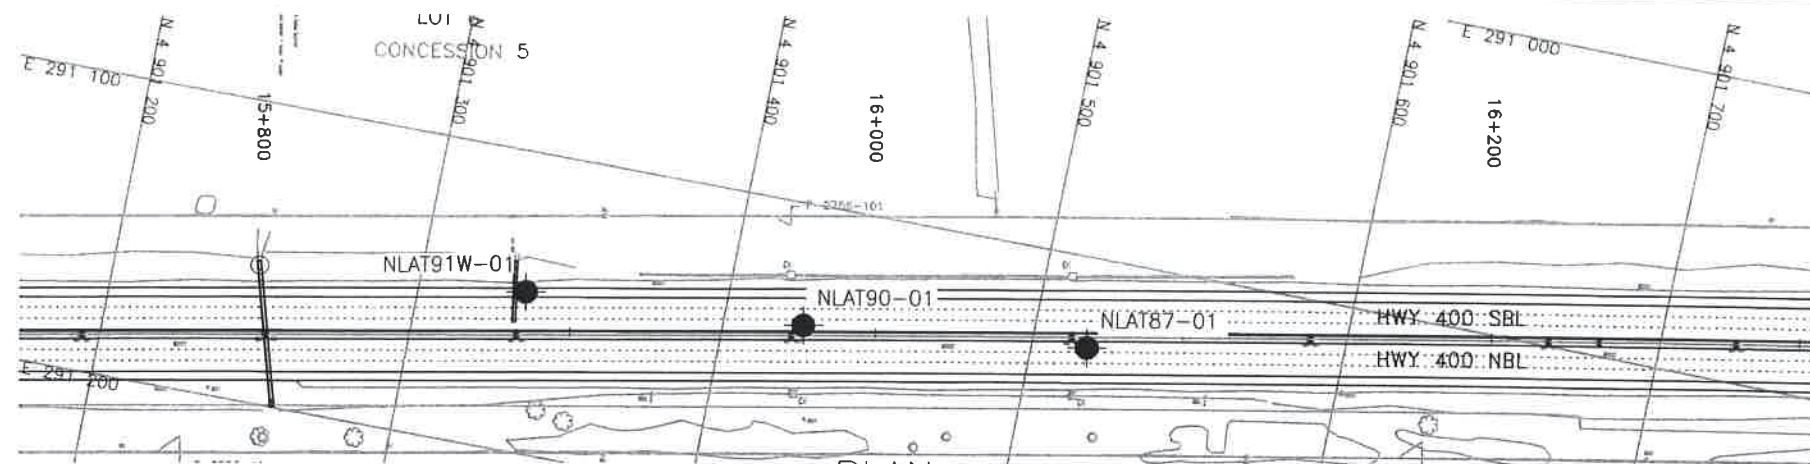 LOT
CONCESSION 5
E 291 100
N 4 901 200
15+800
N 4 901 300
N 4 901 400
16+000
N 4 901 500
N 4 901 600
E 291 000
16+200
N 4 901 700
NLAT91W-01
NLAT90-01
NLAT87-01
HWY 400 SBL
HWY 400 NBL
E 291 200
PLAN